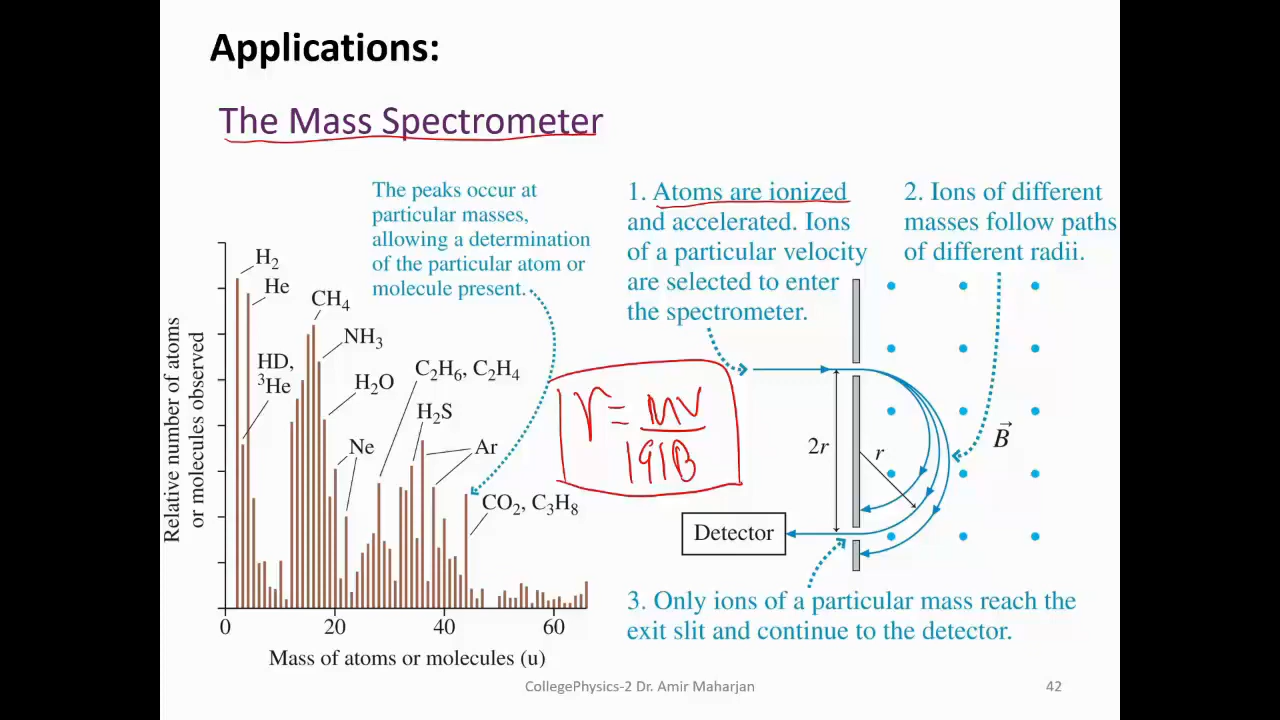 Applications:
The Mass Spectrometer
The peaks occur at
particular masses,
allowing a determination
of the particular atom or
molecule present.
1. Atoms are ionized
and accelerated. Ions
of a particular velocity
are selected to enter
the spectrometer.
2. Ions of different
masses follow paths
of different radii.
Relative number of atoms
or molecules observed
H2
He
CH4
HD,
³He
NH3
H2O
C2H6, C2H4
H2S
Ne
Ar
CO2, C3H8
0
20
40
60
Mass of atoms or molecules (u)
r = mv
|q|B
2r
r
B⃗
Detector
3. Only ions of a particular mass reach the
exit slit and continue to the detector.
CollegePhysics-2 Dr. Amir Maharjan
42